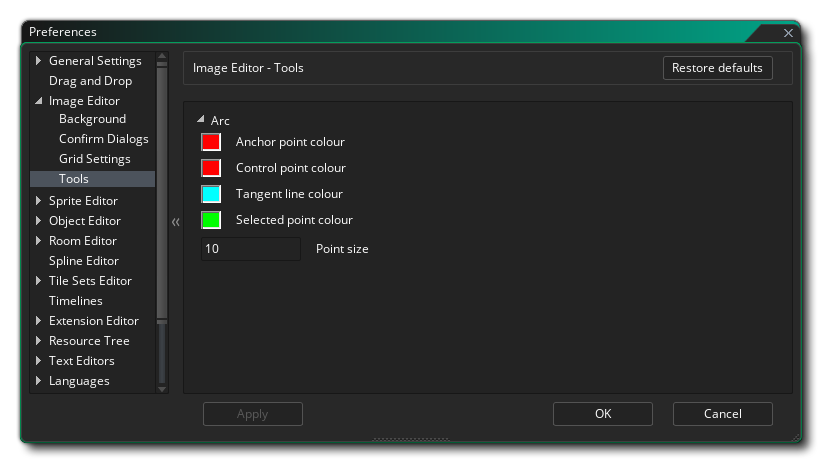 Preferences
General Settings
Drag and Drop
Image Editor
Background
Confirm Dialogs
Grid Settings
Tools
Sprite Editor
Object Editor
Room Editor
Spline Editor
Tile Sets Editor
Timelines
Extension Editor
Resource Tree
Text Editors
Languages
Image Editor - Tools
Restore defaults
Arc
Anchor point colour
Control point colour
Tangent line colour
Selected point colour
10 Point size
Apply
OK
Cancel